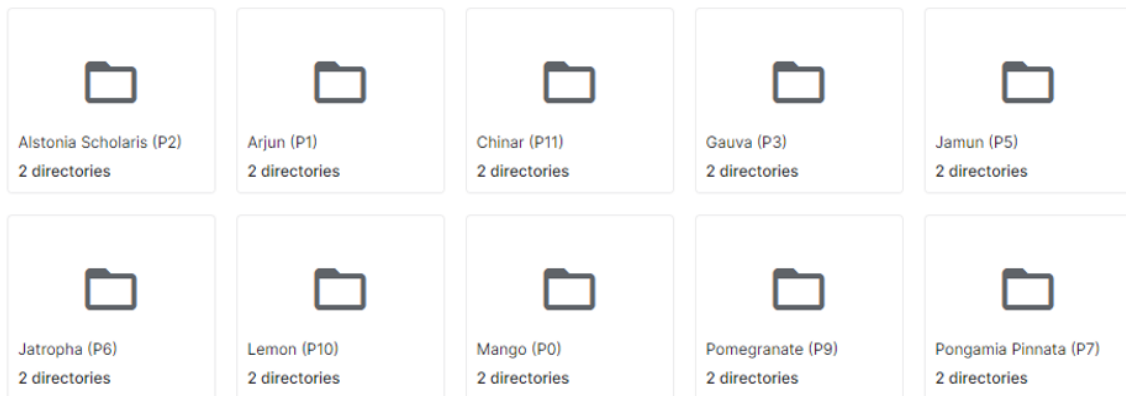 Alstonia Scholaris (P2)
2 directories
Arjun (P1)
2 directories
Chinar (P11)
2 directories
Gauva (P3)
2 directories
Jamun (P5)
2 directories
Jatropha (P6)
2 directories
Lemon (P10)
2 directories
Mango (P0)
2 directories
Pomegranate (P9)
2 directories
Pongamia Pinnata (P7)
2 directories